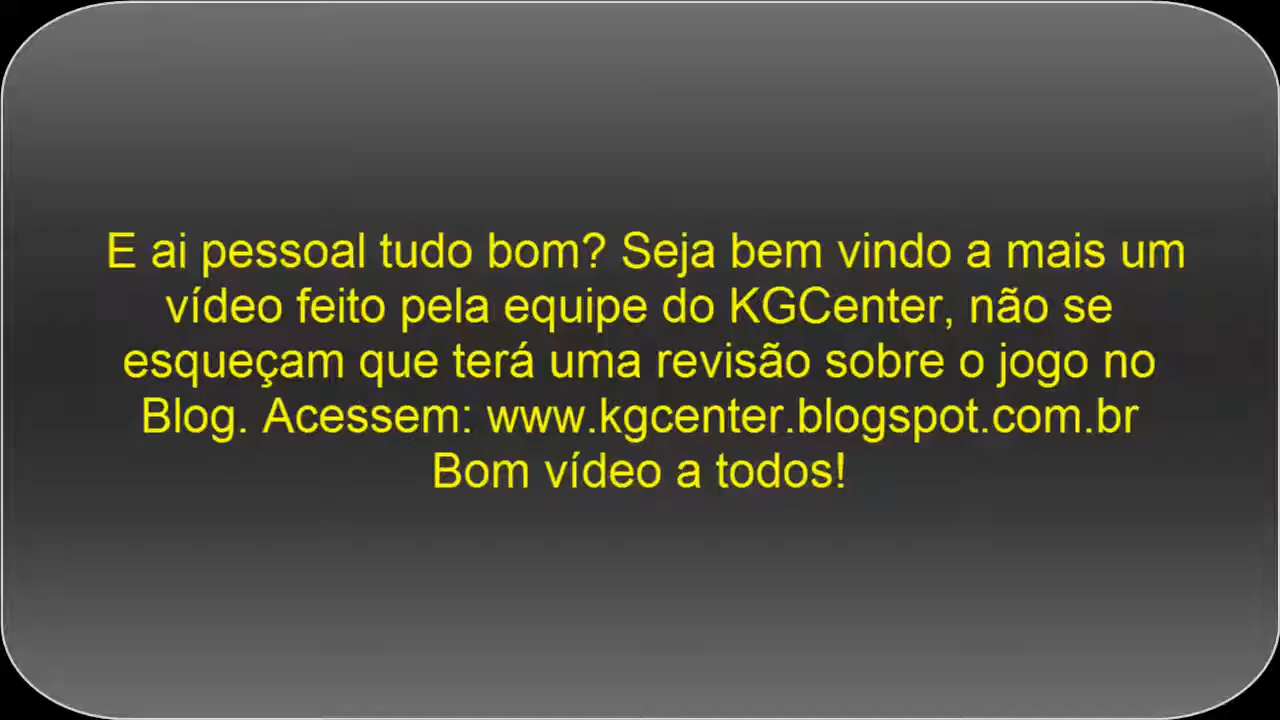 E ai pessoal tudo bom? Seja bem vindo a mais um
vídeo feito pela equipe do KGCenter, não se
esqueçam que terá uma revisão sobre o jogo no
Blog. Acessem: www.kgcenter.blogspot.com.br
Bom vídeo a todos!